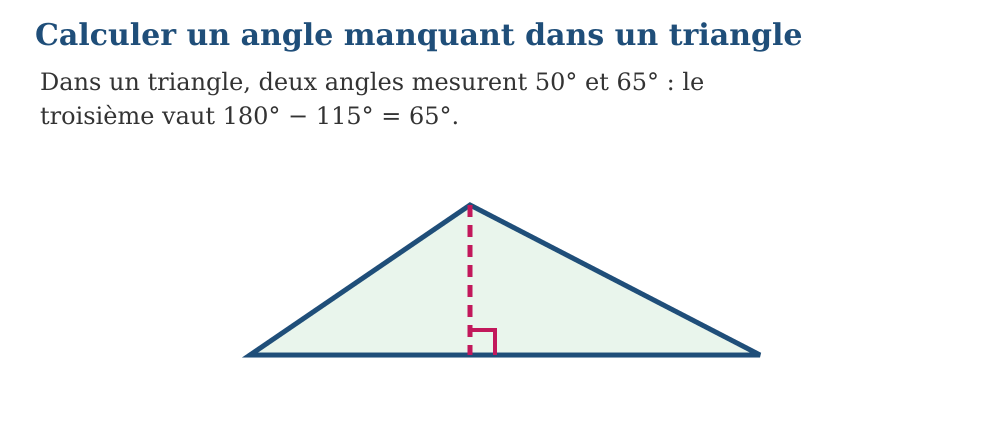 Calculer un angle manquant dans un triangle
Dans un triangle, deux angles mesurent 50° et 65° : le
troisième vaut 180° − 115° = 65°.